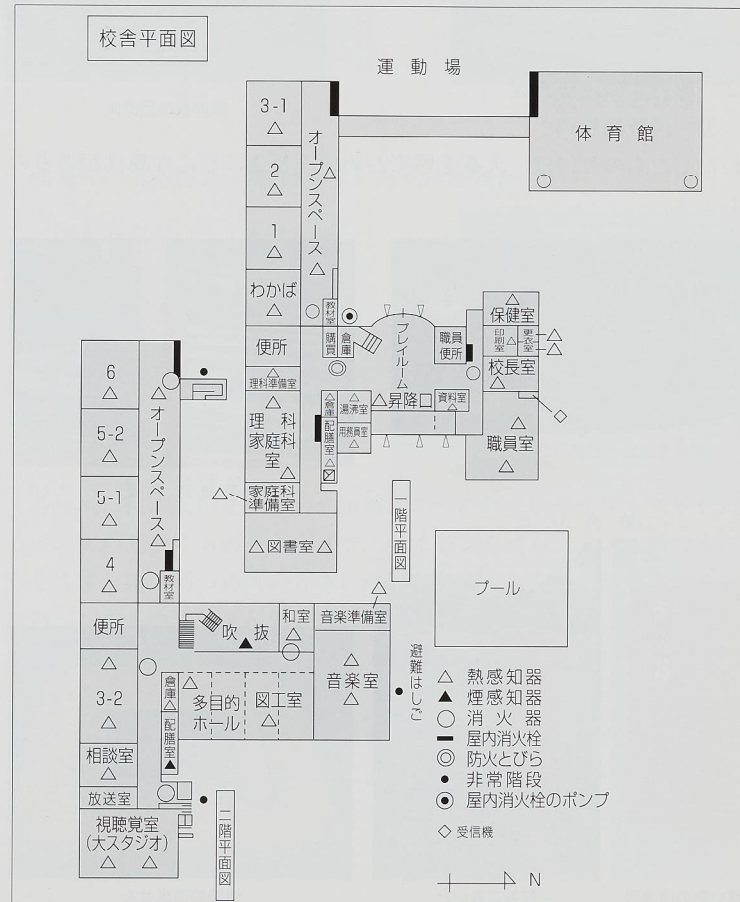 校舎平面図
運動場
体育館
3-1
2
1
わかば
オープンスペース
教材室
便所
購買
倉庫
プレイルーム
職員便所
保健室
印刷室
更衣室
校長室
理科準備室
理科
家庭科
室
倉庫
湯沸室
配膳室
用務員室
昇降口
資料室
職員室
家庭科
準備室
図書室
一階平面図
プール
6
5-2
5-1
4
オープンスペース
教材室
便所
吹抜
和室
音楽準備室
3-2
倉庫
多目的
ホール
図工室
音楽室
避難はしご
配膳室
相談室
放送室
視聴覚室
(大スタジオ)
二階平面図
△ 熱感知器
▲ 煙感知器
○ 消火器
屋内消火栓
◎ 防火とびら
● 非常階段
屋内消火栓のポンプ
◇ 受信機
N